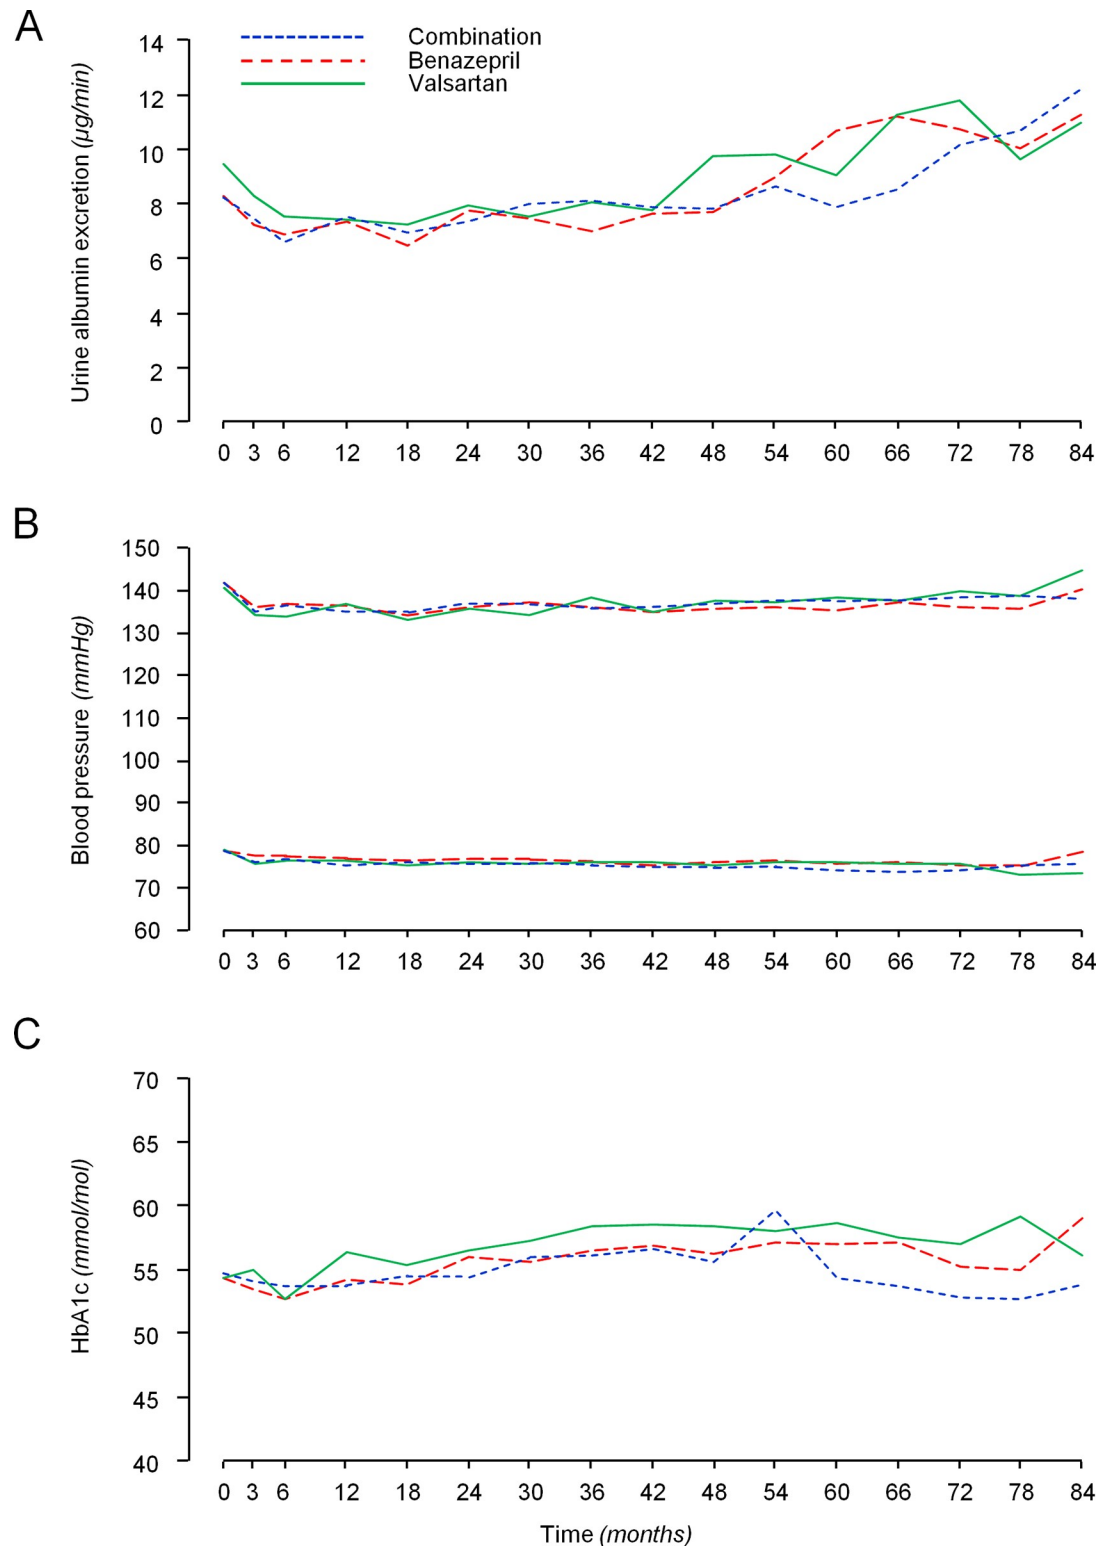 A
Combination
Benazepril
Valsartan
Urine albumin excretion (µg/min)
14
12
10
8
6
4
2
0
0 3 6 12 18 24 30 36 42 48 54 60 66 72 78 84
B
Blood pressure (mmHg)
150
140
130
120
110
100
90
80
70
60
0 3 6 12 18 24 30 36 42 48 54 60 66 72 78 84
C
HbA1c (mmol/mol)
70
65
60
55
50
45
40
0 3 6 12 18 24 30 36 42 48 54 60 66 72 78 84
Time (months)